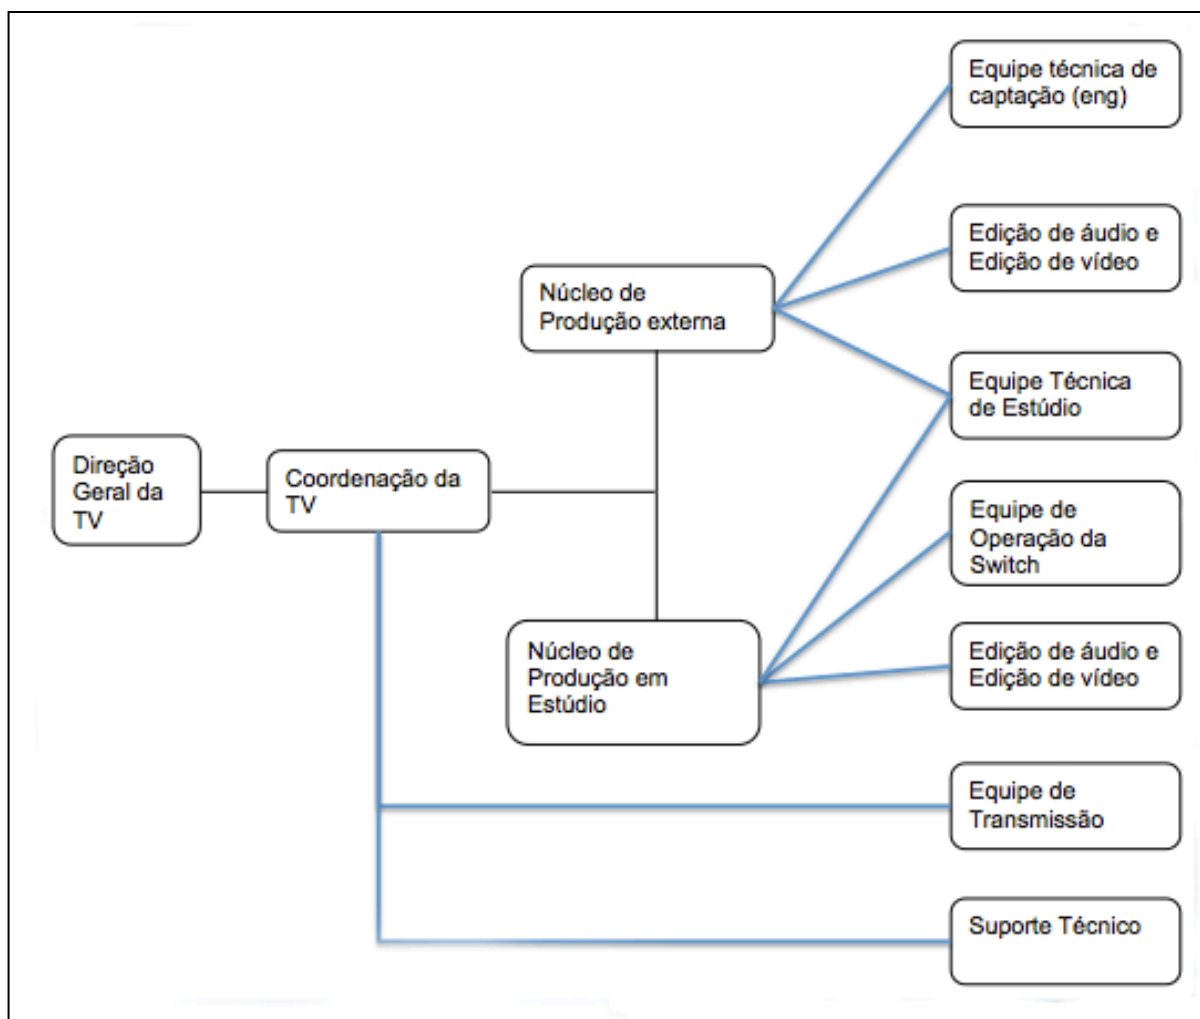 Direção
Geral da
TV
Coordenação da
TV
Núcleo de
Produção externa
Núcleo de
Produção em
Estúdio
Equipe técnica de
captação (eng)
Edição de áudio e
Edição de vídeo
Equipe Técnica
de Estúdio
Equipe de
Operação da
Switch
Edição de áudio e
Edição de vídeo
Equipe de
Transmissão
Suporte Técnico